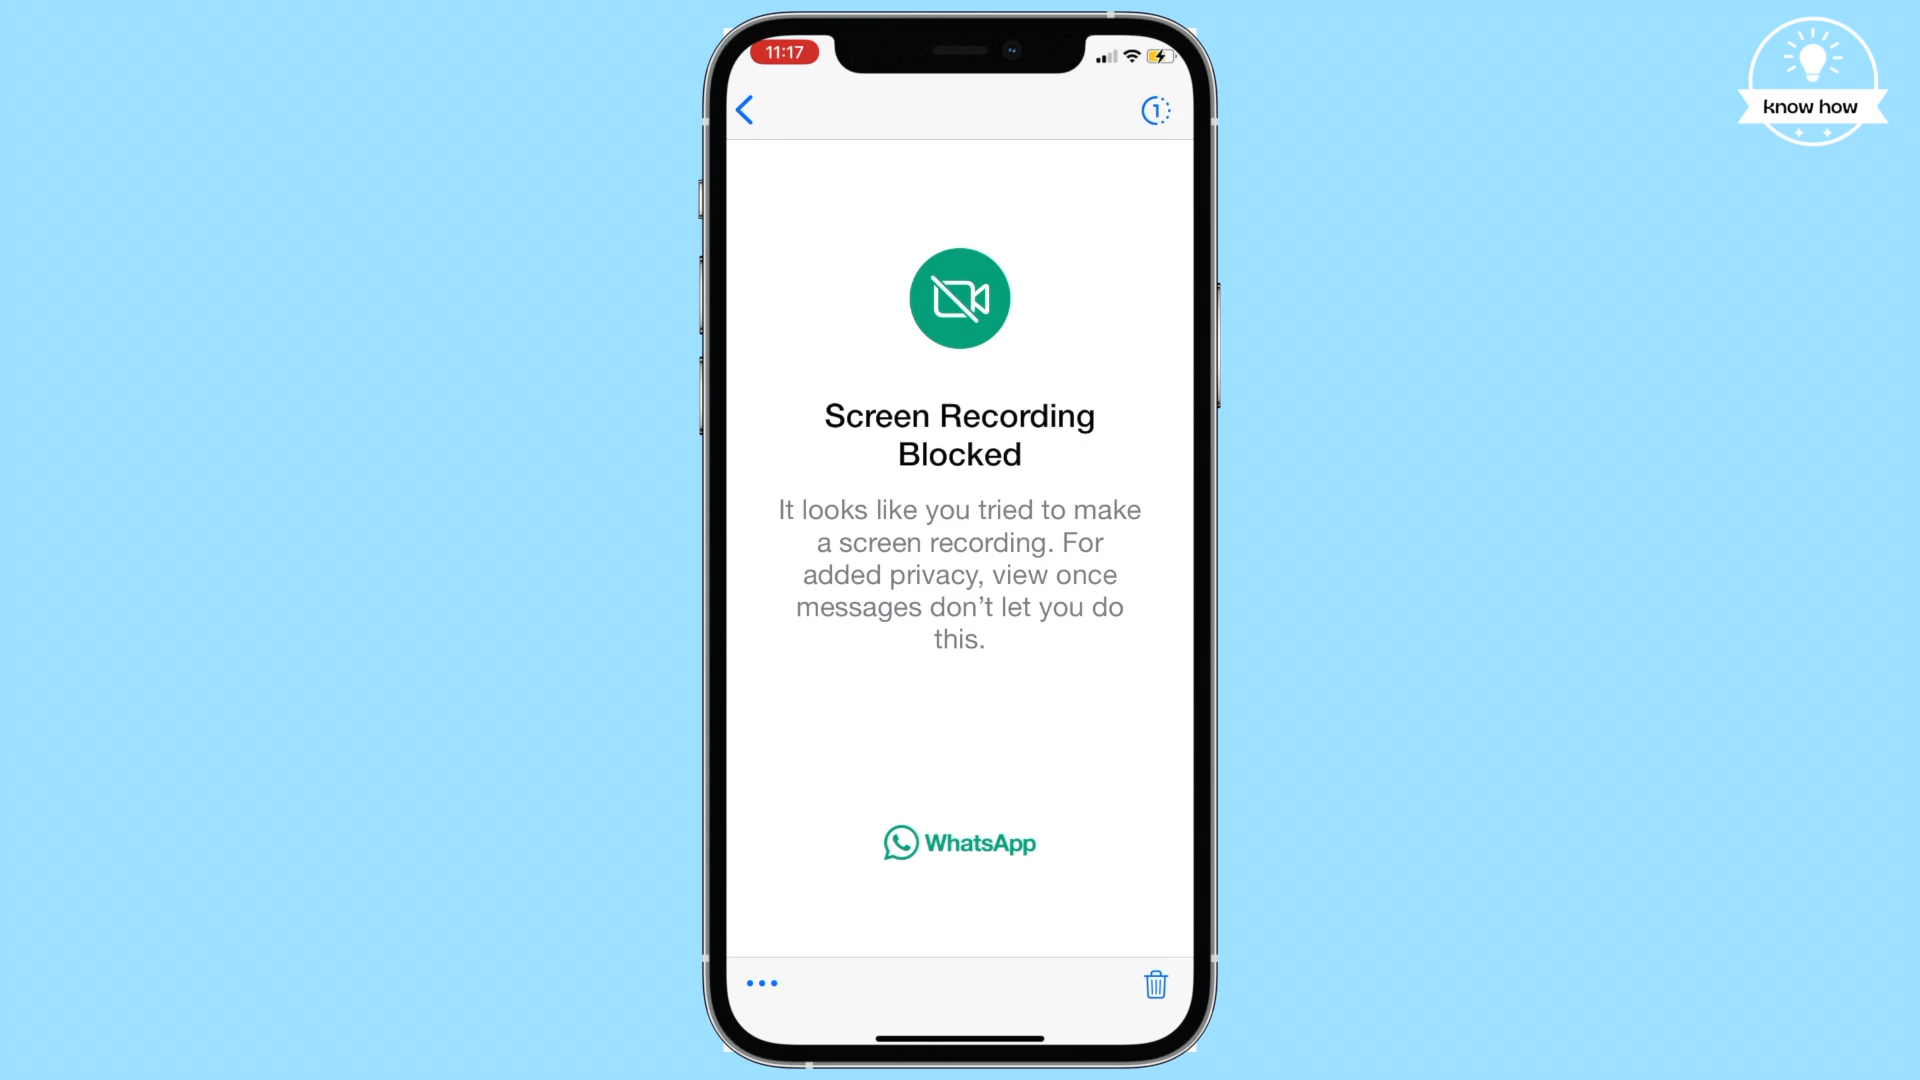 11:17
know how
1
Screen Recording
Blocked
It looks like you tried to make
a screen recording. For
added privacy, view once
messages don’t let you do
this.
WhatsApp